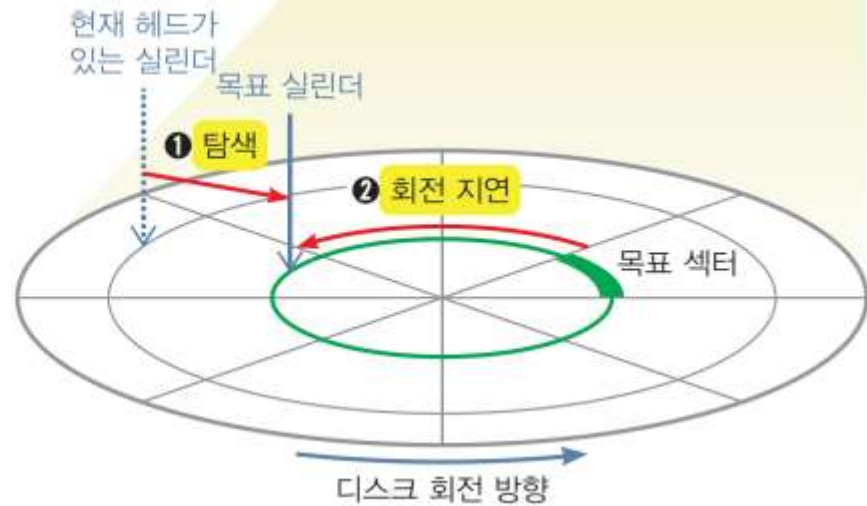 현재 헤드가
있는 실린더
목표 실린더
❶ 탐색
❷ 회전 지연
목표 섹터
디스크 회전 방향